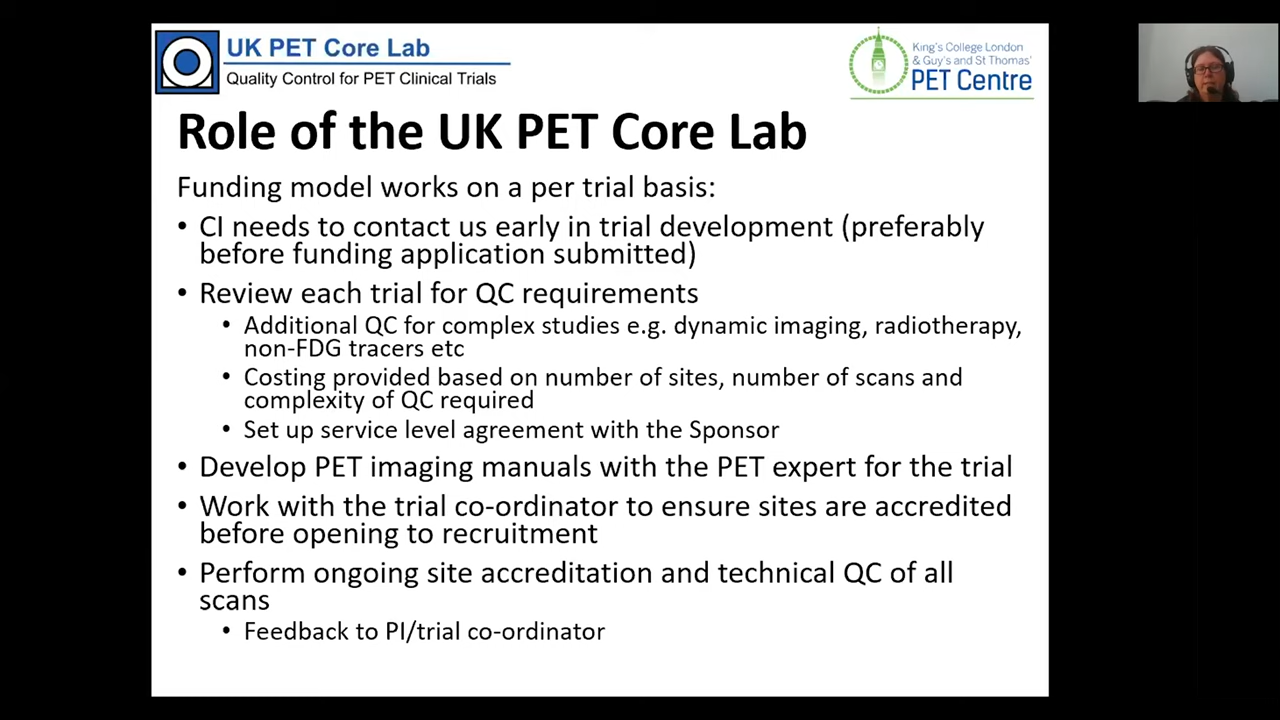 UK PET Core Lab
Quality Control for PET Clinical Trials
King's College London
& Guy's and St Thomas'
PET Centre
Role of the UK PET Core Lab
Funding model works on a per trial basis:
• CI needs to contact us early in trial development (preferably
before funding application submitted)
• Review each trial for QC requirements
• Additional QC for complex studies e.g. dynamic imaging, radiotherapy,
non-FDG tracers etc
• Costing provided based on number of sites, number of scans and
complexity of QC required
• Set up service level agreement with the Sponsor
• Develop PET imaging manuals with the PET expert for the trial
• Work with the trial co-ordinator to ensure sites are accredited
before opening to recruitment
• Perform ongoing site accreditation and technical QC of all
scans
• Feedback to PI/trial co-ordinator